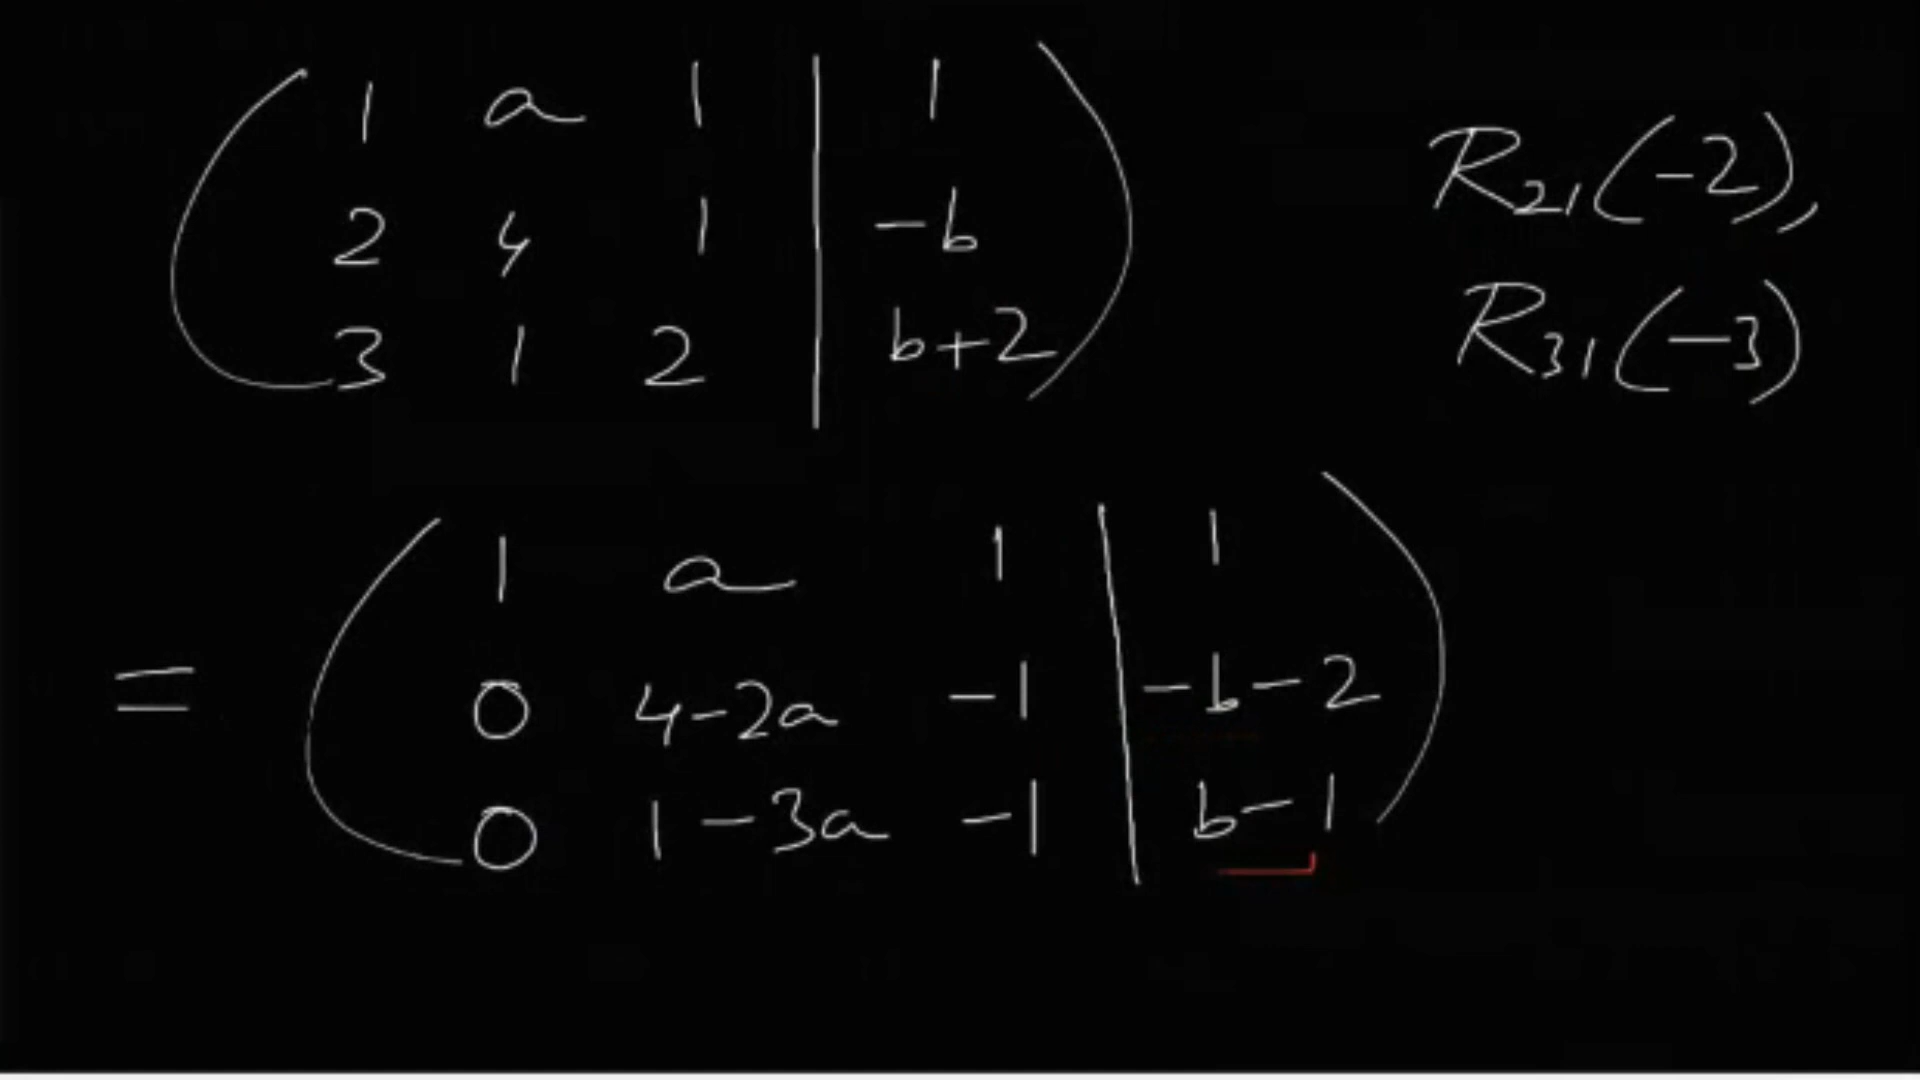 1 a 1 | 1 R₂₁(-2),
2 4 1 | -b
3 1 2 | b+2 R₃₁(-3)
= 1 a 1 | 1
0 4-2a -1 | -b-2
0 1-3a -1 | b-1